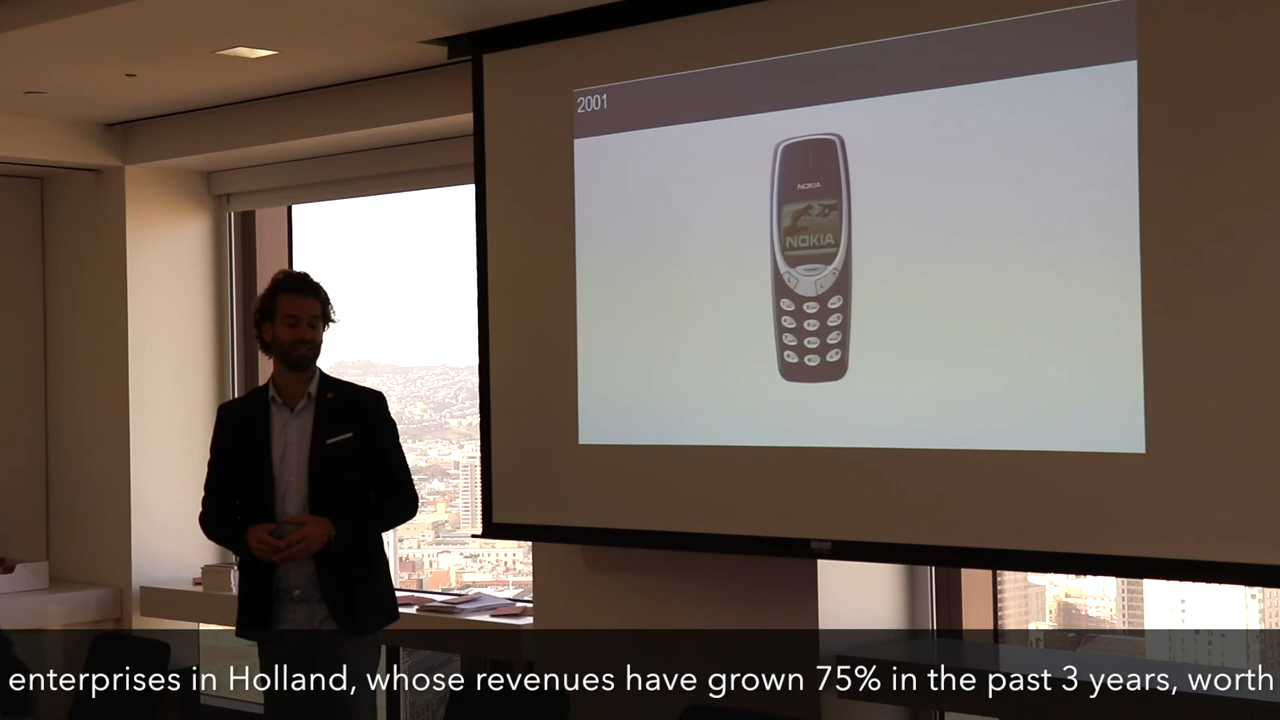 2001
NOKIA
NOKIA
enterprises in Holland, whose revenues have grown 75% in the past 3 years, worth